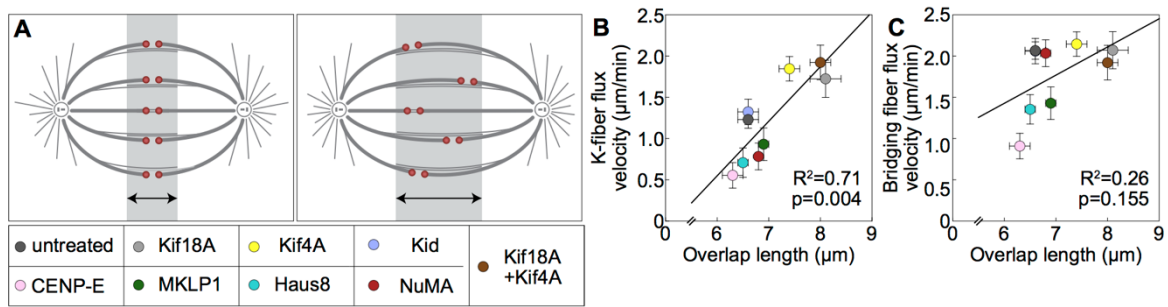 A
untreated
Kif18A
Kif4A
Kid
Kif18A
+Kif4A
CENP-E
MKLP1
Haus8
NuMA
B
K-fiber flux
velocity (μm/min)
2.5
2.0
1.5
1.0
0.5
0
R²=0.71
p=0.004
6 7 8 9
Overlap length (μm)
C
Bridging fiber flux
velocity (μm/min)
2.5
2.0
1.5
1.0
0.5
0
R²=0.26
p=0.155
6 7 8 9
Overlap length (μm)